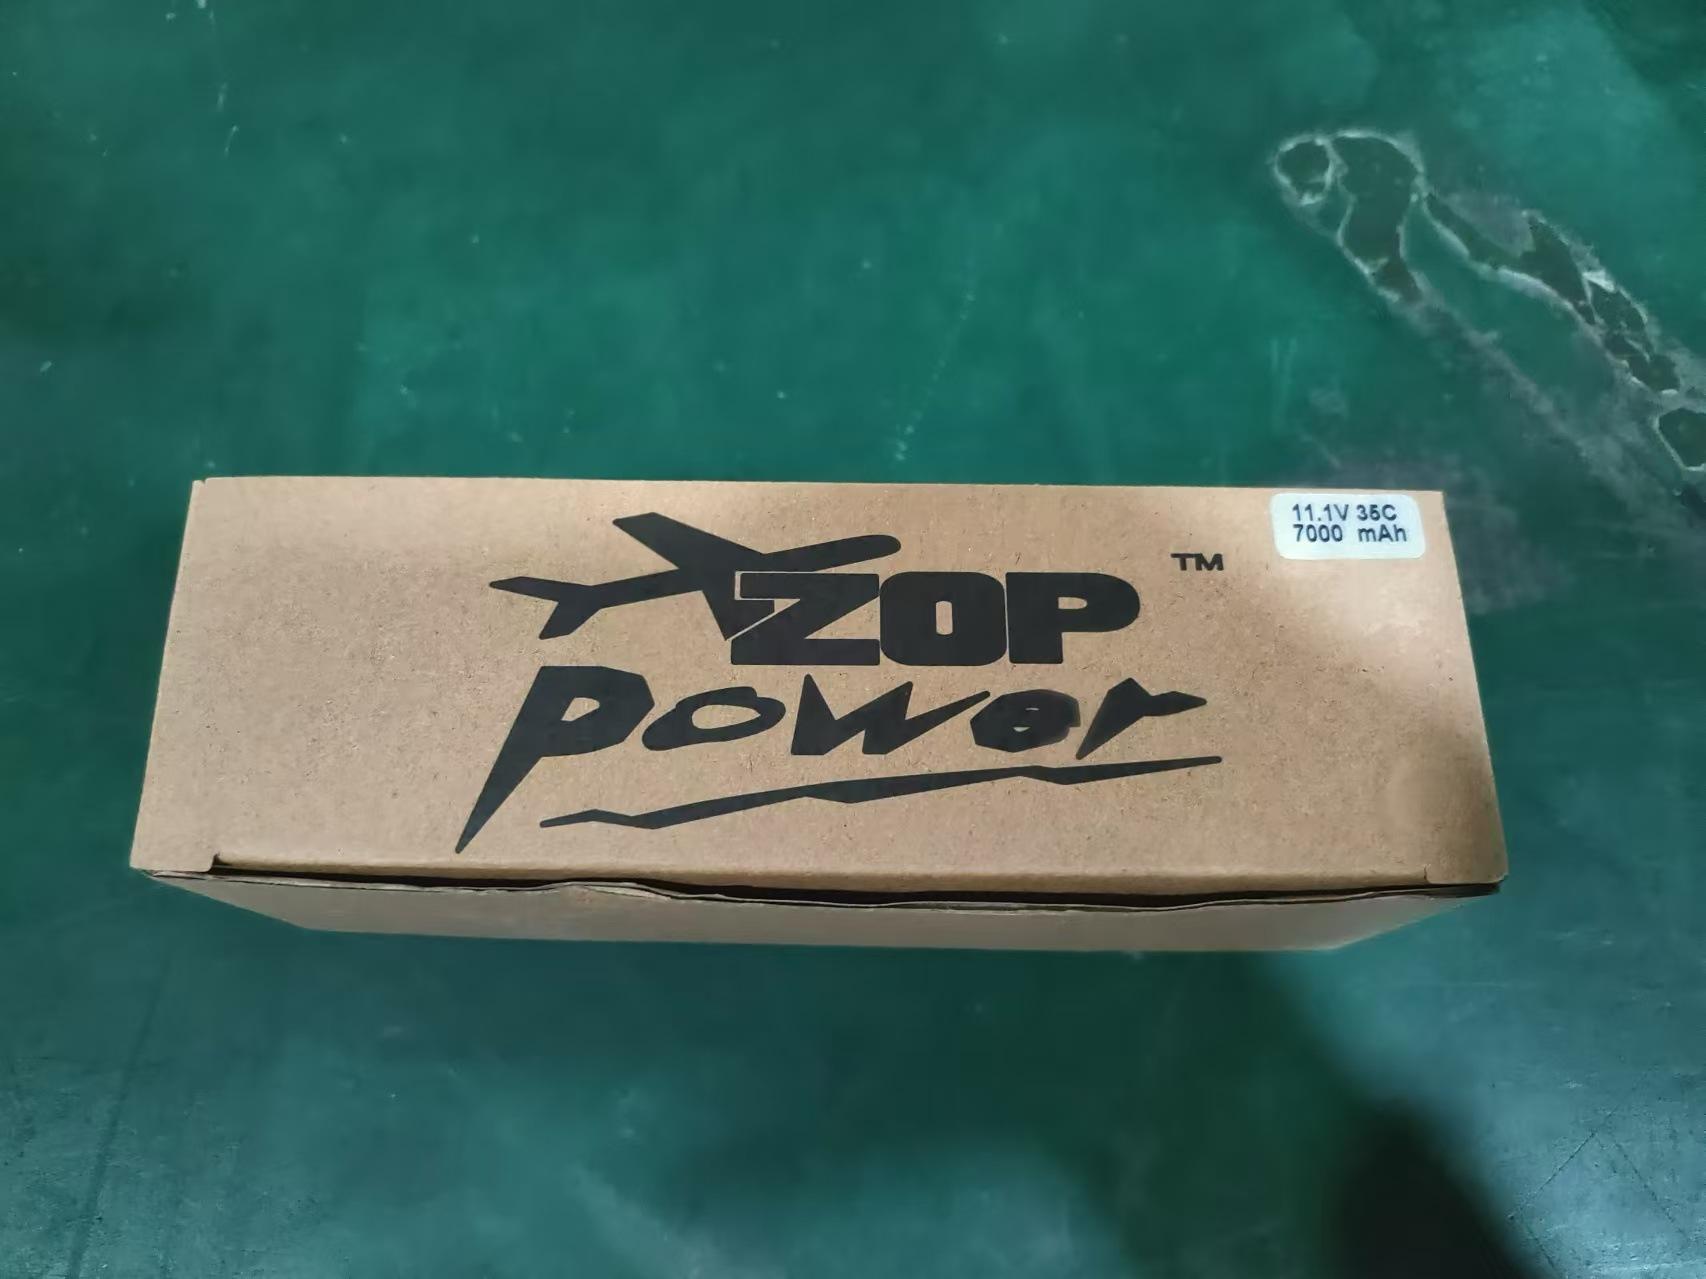 11.1V 35C
7000 mAh
ZOP TM
Power